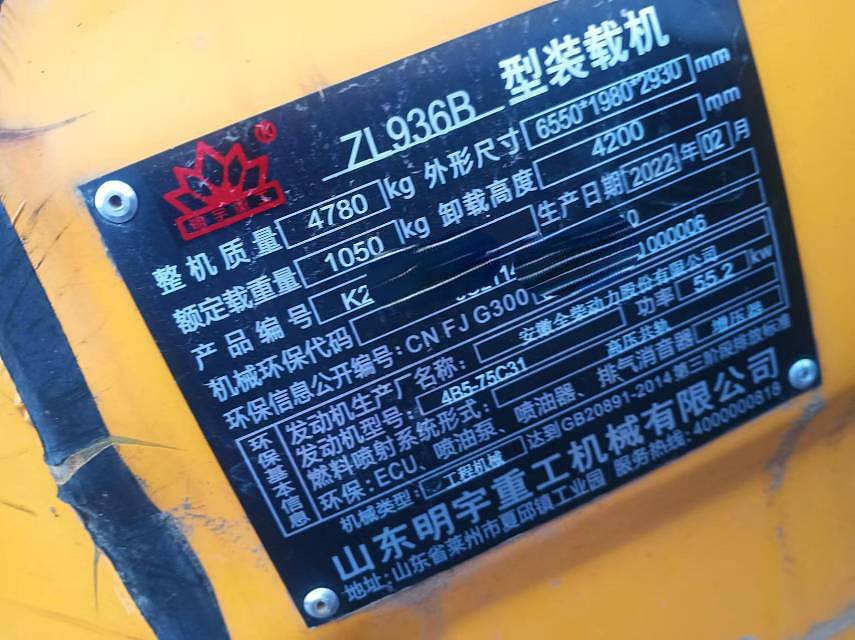 ZL936B 型装载机
整机质量 4780 kg 外形尺寸 6550*1980*2930 mm
额定载重量 1050 kg 卸载高度 4200 mm
产品编号 K2 生产日期 2022 年 02 月
机械环保代码
环保信息公开编号: CN FJ G300 000006
环保基本信息
发动机生产厂名称: 安徽全柴动力股份有限公司
发动机型号: 4B5-75C31 功率 55.2 kw
燃料喷射系统形式: 高压共轨
环保: ECU、喷油泵、喷油器、排气消音器 增压器
机械类型: 工程机械 达到GB20891-2014第三阶段排放标准
山东明宇重工机械有限公司
地址: 山东省莱州市夏邱镇工业园 服务热线: 4000000818